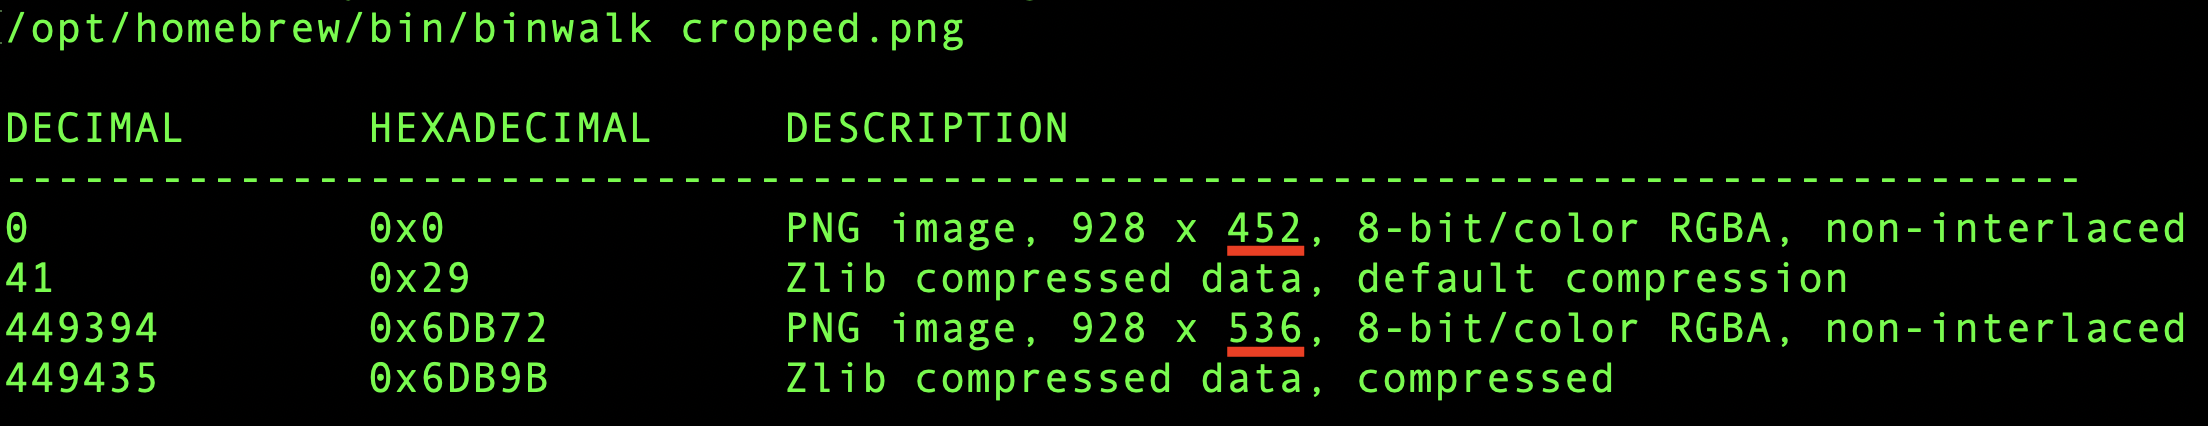 /opt/homebrew/bin/binwalk cropped.png
DECIMAL HEXADECIMAL DESCRIPTION
--------------------------------------------------------------------------------
0 0x0 PNG image, 928 x 452, 8-bit/color RGBA, non-interlaced
41 0x29 Zlib compressed data, default compression
449394 0x6DB72 PNG image, 928 x 536, 8-bit/color RGBA, non-interlaced
449435 0x6DB9B Zlib compressed data, compressed